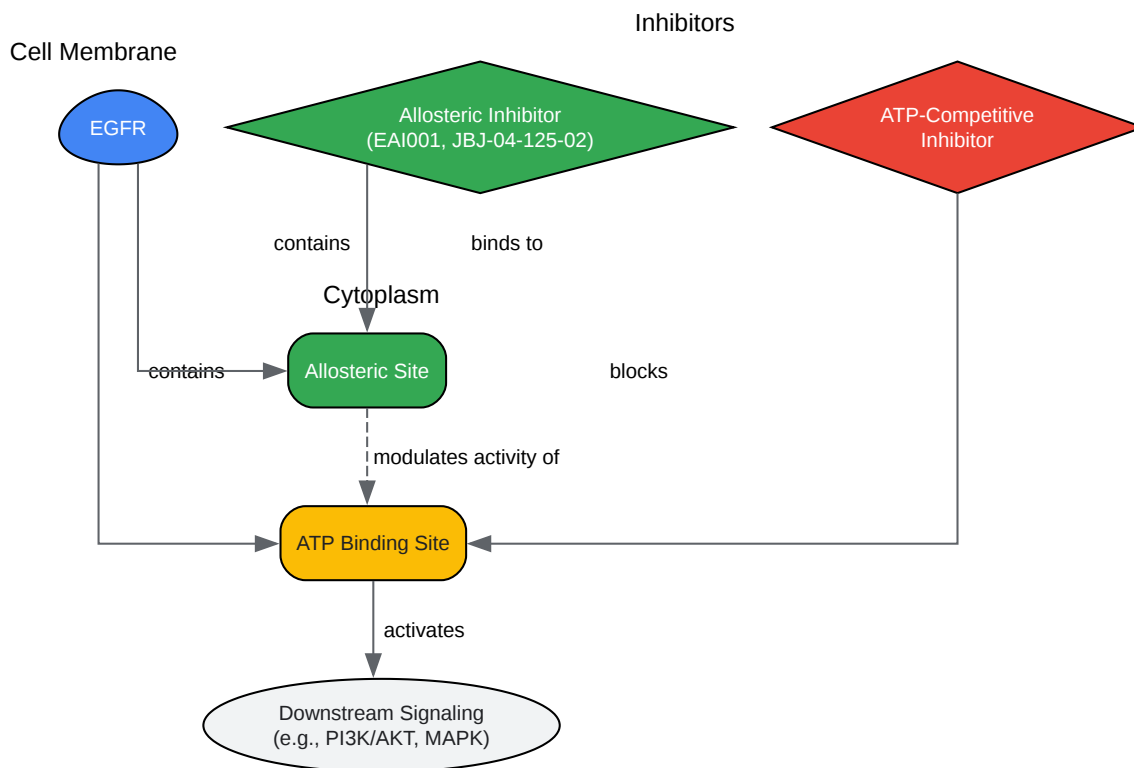 Inhibitors
Cell Membrane
EGFR
Allosteric Inhibitor
(EAI001, JBJ-04-125-02)
ATP-Competitive
Inhibitor
contains
binds to
Cytoplasm
contains
Allosteric Site
blocks
modulates activity of
ATP Binding Site
activates
Downstream Signaling
(e.g., PI3K/AKT, MAPK)